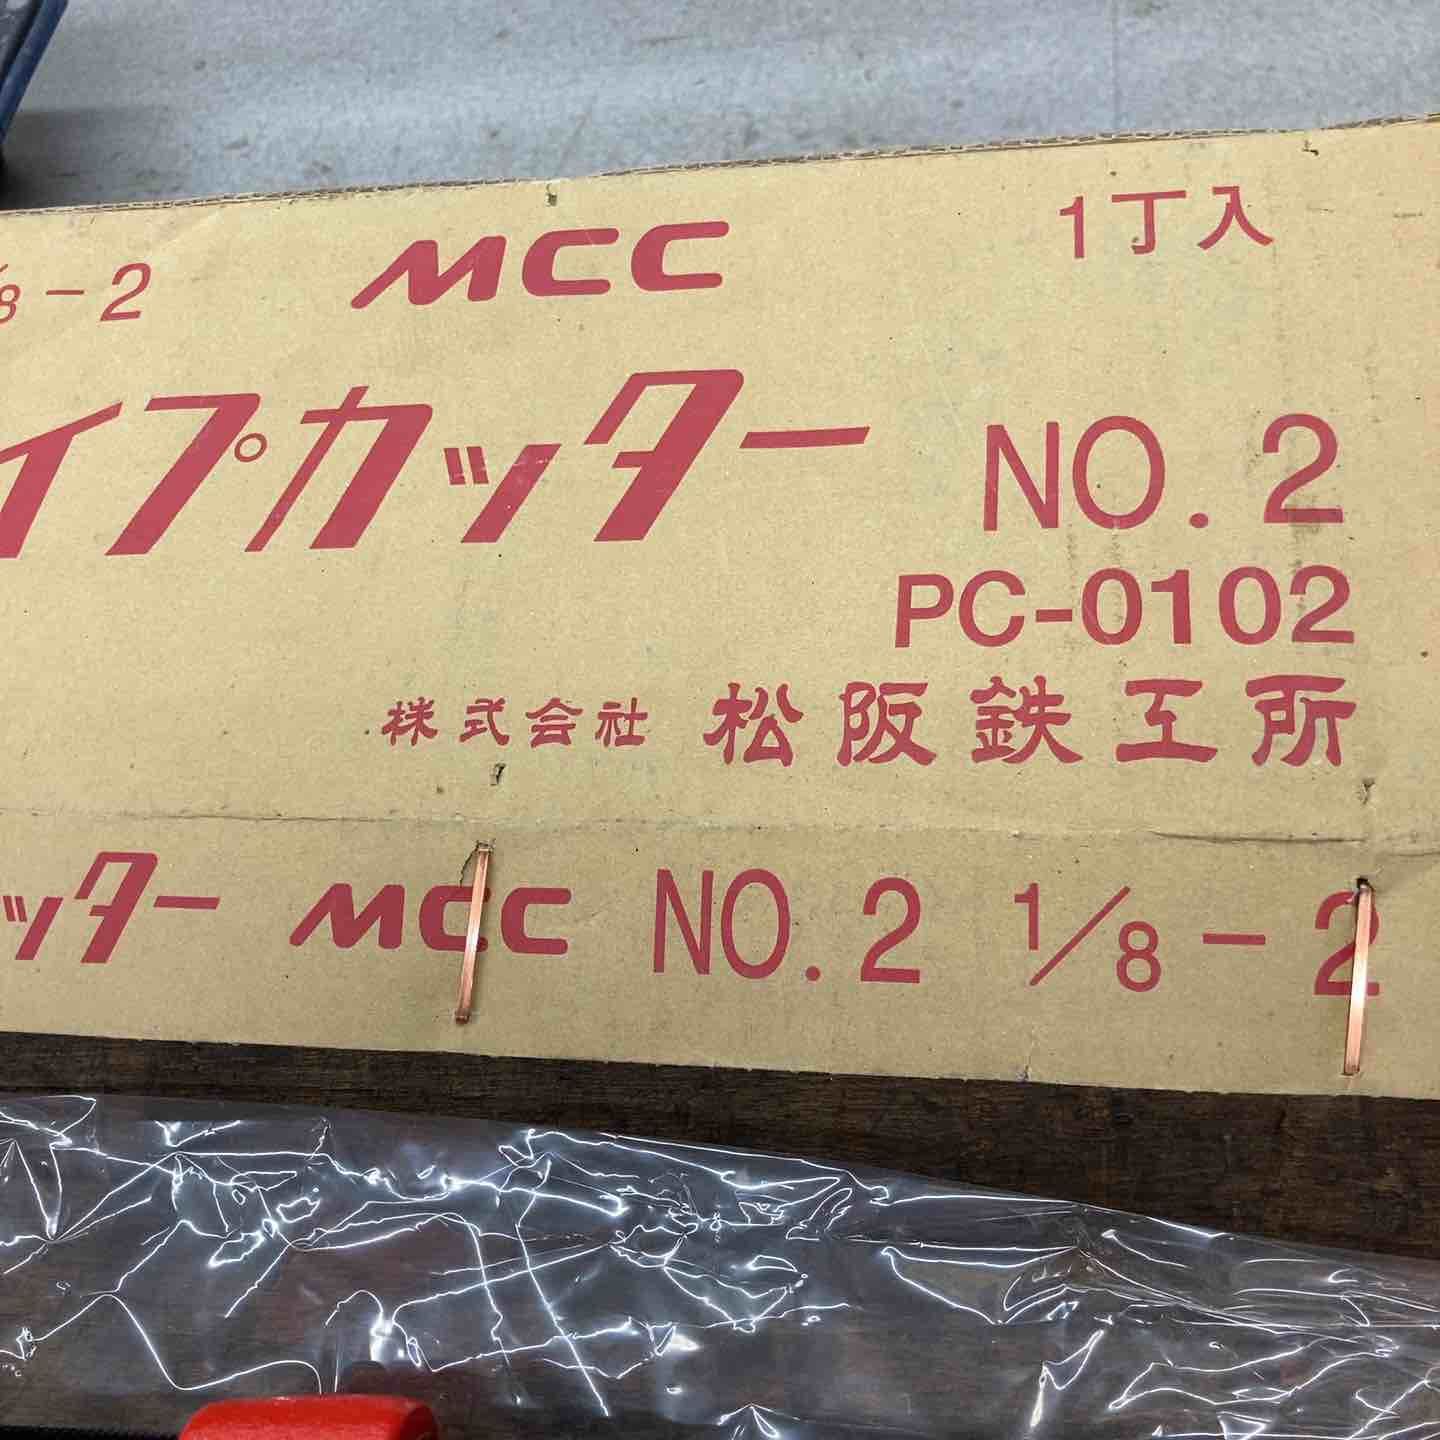 1丁入
⅛-2 MCC
イプカッター NO.2
PC-0102
株式会社 松阪鉄工所
ッター MCC NO.2 1/8-2